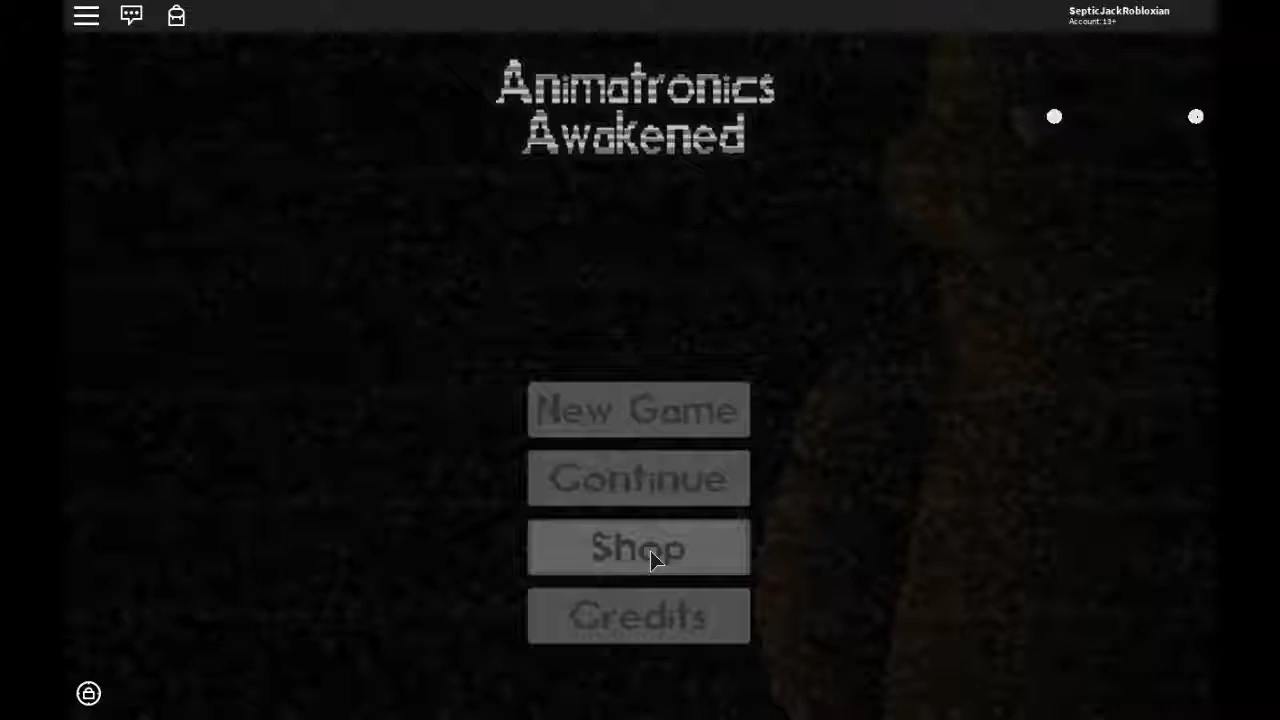 SepticJackRobloxian
Account: 13+
Animatronics
Awakened
New Game
Continue
Shop
Credits